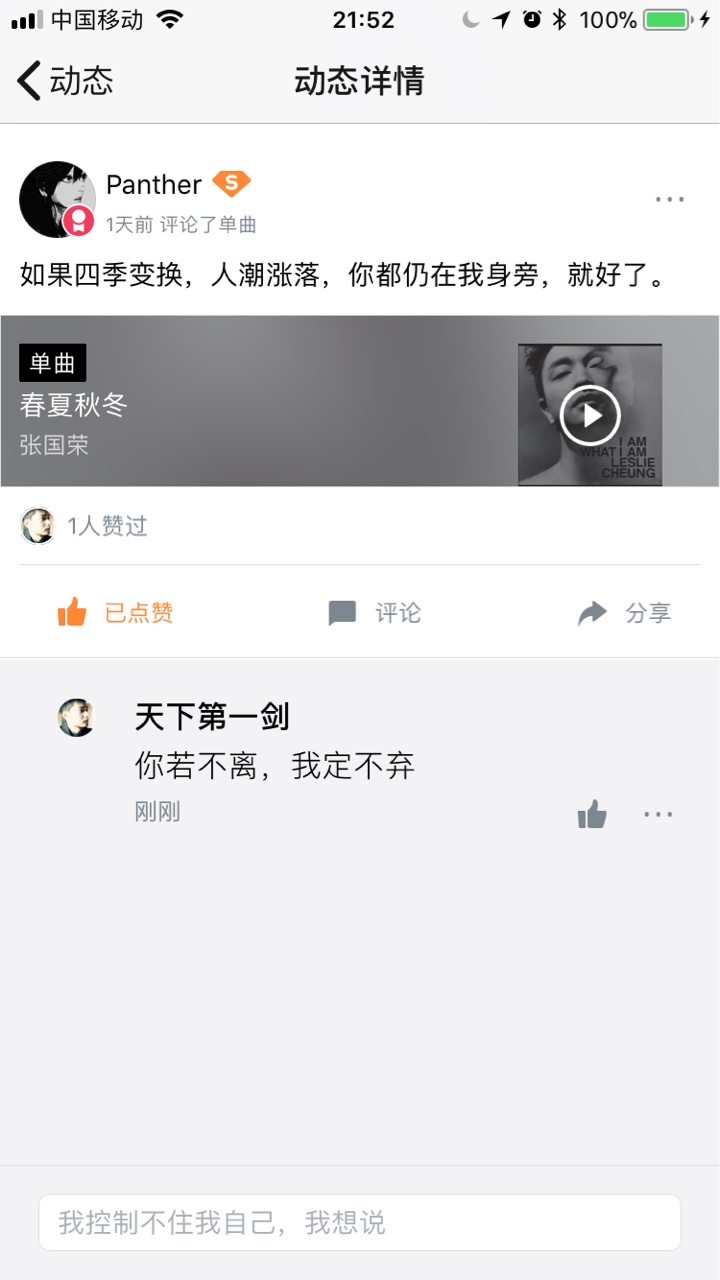 中国移动
21:52
100%
动态
动态详情
Panther
S
1天前 评论了单曲
如果四季变换，人潮涨落，你都仍在我身旁，就好了。
单曲
春夏秋冬
张国荣
I AM
WHAT I AM
LESLIE
CHEUNG
1人赞过
已点赞
评论
分享
天下第一剑
你若不离，我定不弃
刚刚
我控制不住我自己，我想说